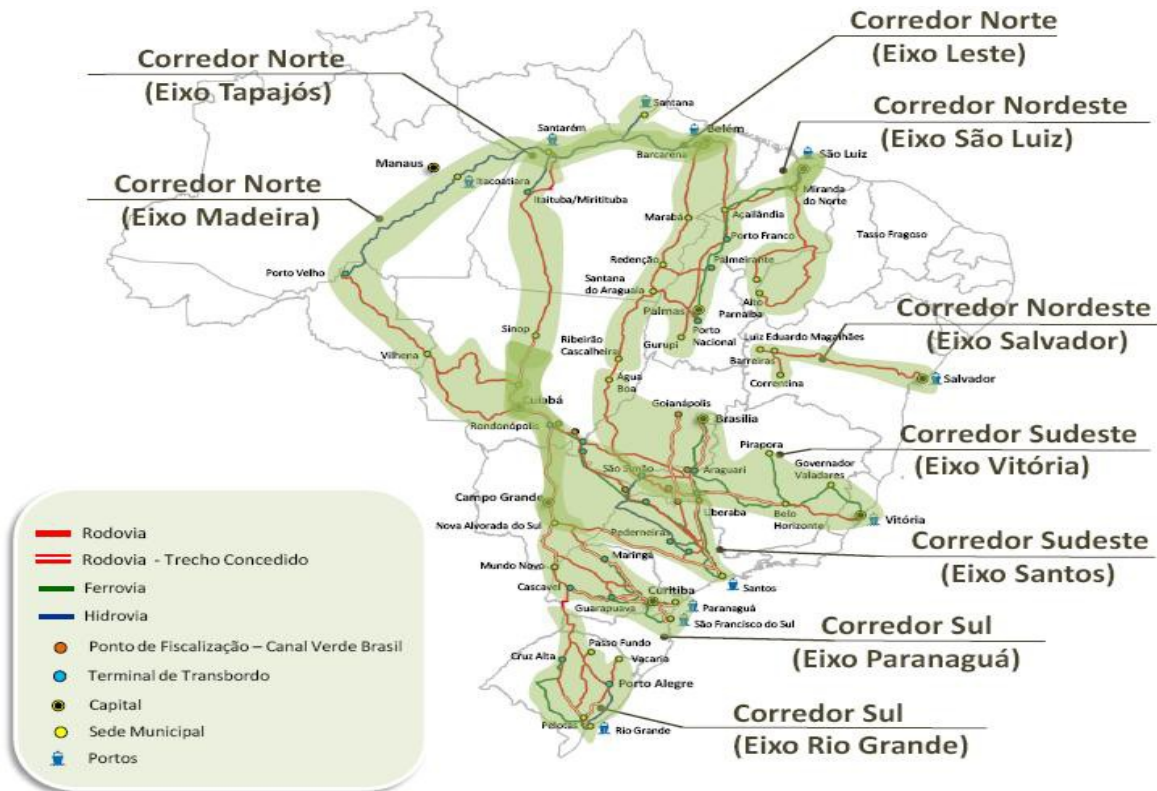 Corredor Norte
(Eixo Leste)
Corredor Norte
(Eixo Tapajós)
Corredor Nordeste
(Eixo São Luiz)
Corredor Norte
(Eixo Madeira)
Corredor Nordeste
(Eixo Salvador)
Corredor Sudeste
(Eixo Vitória)
Corredor Sudeste
(Eixo Santos)
Corredor Sul
(Eixo Paranaguá)
Corredor Sul
(Eixo Rio Grande)
Santana
Santarém
Belém
Barcarena
São Luiz
Manaus
Itacoatiara
Itaituba/Miritituba
Miranda
do Norte
Marabá
Açailândia
Porto Franco
Tasso Fragoso
Redenção
Palmeirante
Porto Velho
Santana
do Araguaia
Alto
Parnaíba
Palmas
Porto
Nacional
Sinop
Ribeirão
Cascalheira
Gurupi
Luiz Eduardo Magalhães
Barreiras
Vilhena
Correntina
Salvador
Água
Boa
Cuiabá
Goianápolis
Brasília
Rondonópolis
Pirapora
São Simão
Araguari
Governador
Valadares
Campo Grande
Uberaba
Belo
Horizonte
Vitória
Nova Alvorada do Sul
Pederneiras
Maringá
Mundo Novo
Santos
Cascavel
Curitiba
Guarapuava
Paranaguá
São Francisco do Sul
Passo Fundo
Cruz Alta
Vacaria
Porto Alegre
Pelotas
Rio Grande
Rodovia
Rodovia - Trecho Concedido
Ferrovia
Hidrovia
Ponto de Fiscalização – Canal Verde Brasil
Terminal de Transbordo
Capital
Sede Municipal
Portos